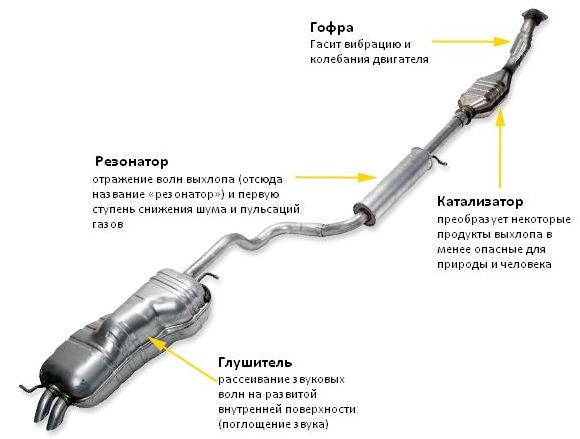 Гофра
Гасит вибрацию и
колебания двигателя
Резонатор
отражение волн выхлопа (отсюда
название «резонатор») и первую
ступень снижения шума и пульсаций
газов
Катализатор
преобразует некоторые
продукты выхлопа в
менее опасные для
природы и человека
Глушитель
рассеивание звуковых
волн на развитой
внутренней поверхности
(поглощение звука)